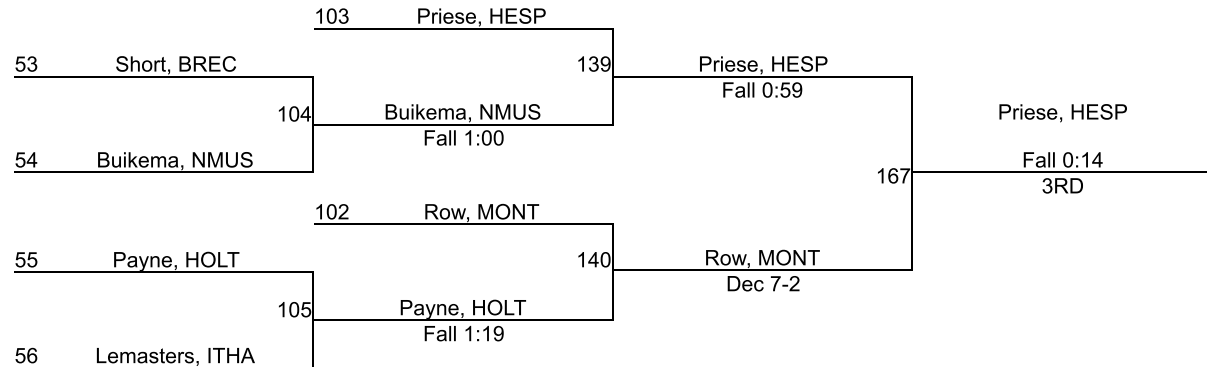 103 Priese, HESP
53 Short, BREC
139 Priese, HESP
Fall 0:59
104 Buikema, NMUS
Fall 1:00
Priese, HESP
54 Buikema, NMUS
Fall 0:14
167
3RD
102 Row, MONT
55 Payne, HOLT
140 Row, MONT
Dec 7-2
105 Payne, HOLT
Fall 1:19
56 Lemasters, ITHA